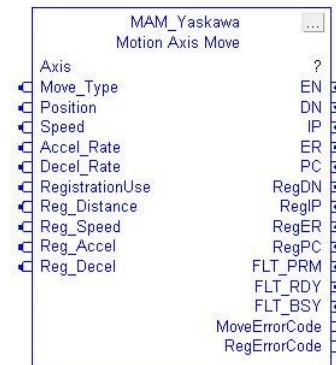 MAM_Yaskawa ...
Motion Axis Move
Axis ?
Move_Type EN
Position DN
Speed IP
Accel_Rate ER
Decel_Rate PC
RegistrationUse RegDN
Reg_Distance RegIP
Reg_Speed RegER
Reg_Accel RegPC
Reg_Decel FLT_PRM
FLT_RDY
FLT_BSY
MoveErrorCode
RegErrorCode